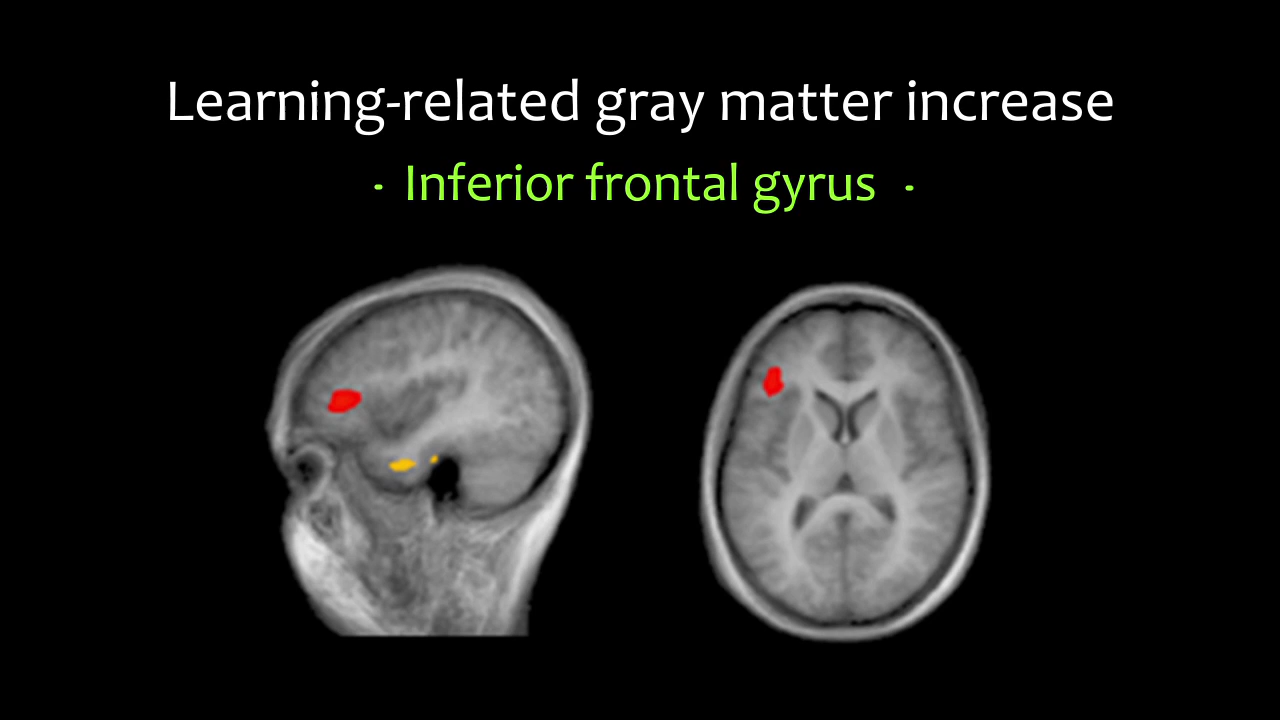 Learning-related gray matter increase
· Inferior frontal gyrus ·